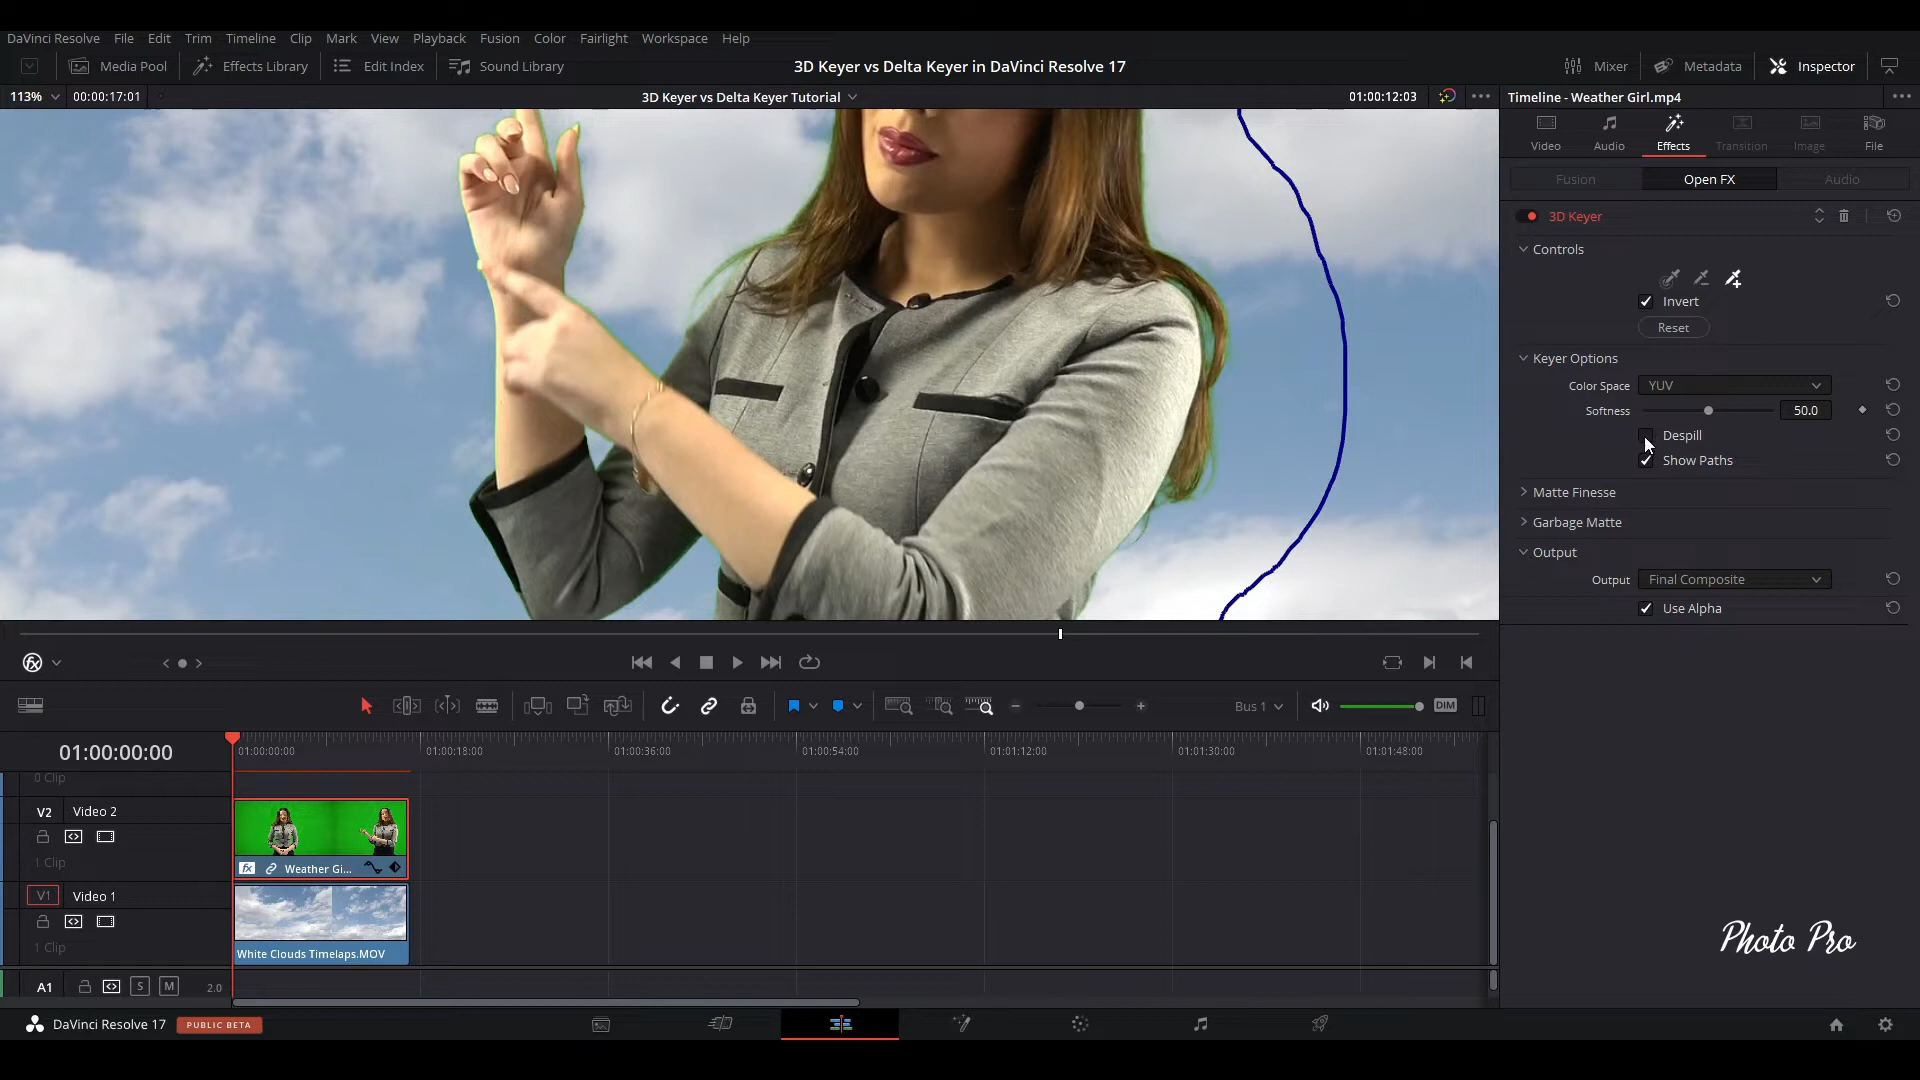 DaVinci Resolve File Edit Trim Timeline Clip Mark View Playback Fusion Color Fairlight Workspace Help
Media Pool Effects Library Edit Index Sound Library 3D Keyer vs Delta Keyer in DaVinci Resolve 17 Mixer Metadata Inspector
113% 00:00:17:01 3D Keyer vs Delta Keyer Tutorial 01:00:12:03 Timeline - Weather Girl.mp4
Video Audio Effects Transition Image File
Fusion Open FX Audio
3D Keyer
Controls
Invert
Reset
Keyer Options
Color Space YUV
Softness 50.0
Despill
Show Paths
Matte Finesse
Garbage Matte
Output
Output Final Composite
Use Alpha
Bus 1 DIM
01:00:00:00 01:00:00:00 01:00:18:00 01:00:36:00 01:00:54:00 01:01:12:00 01:01:30:00 01:01:48:00
0 Clip
V2 Video 2
1 Clip
fx Weather Gi...
V1 Video 1
1 Clip
White Clouds Timelaps.MOV
Photo Pro
A1 S M 2.0
DaVinci Resolve 17 PUBLIC BETA